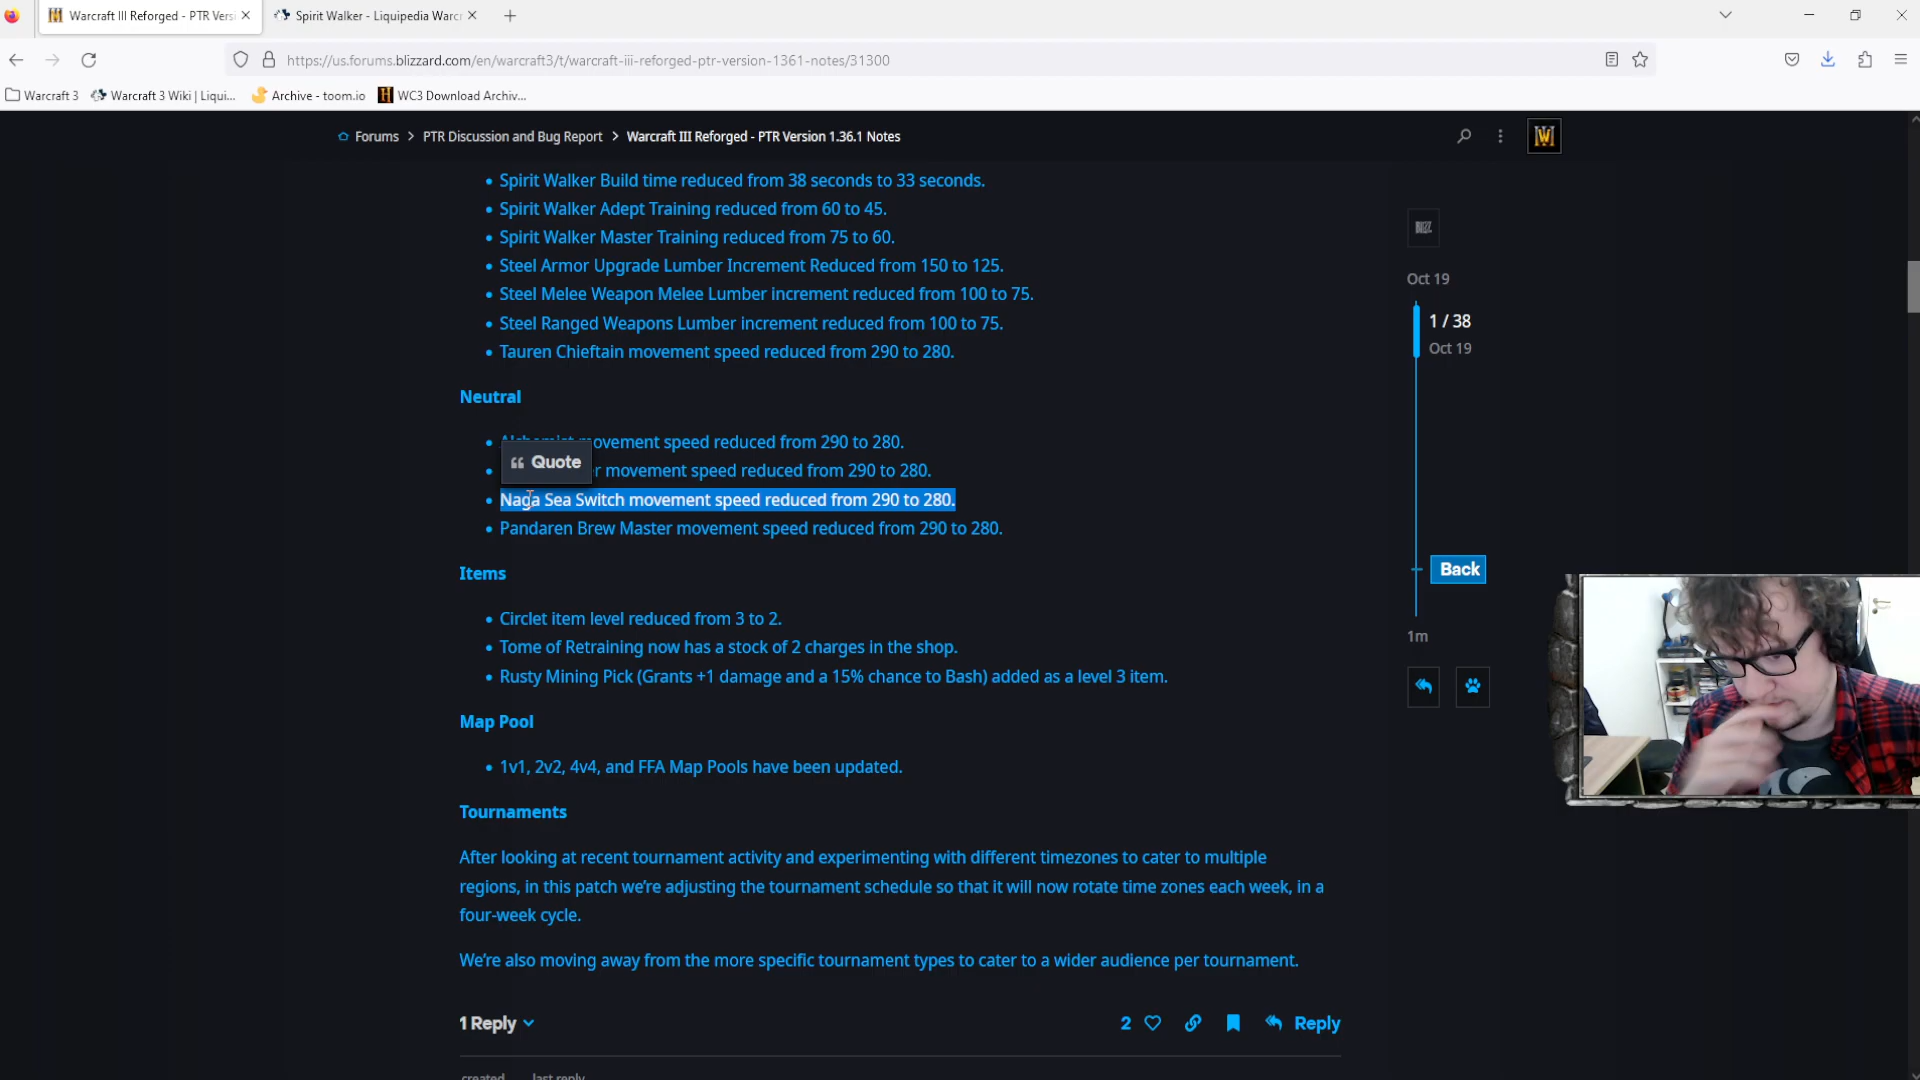 Warcraft III Reforged - PTR Versi
Spirit Walker - Liquipedia Warcr
https://us.forums.blizzard.com/en/warcraft3/t/warcraft-iii-reforged-ptr-version-1361-notes/31300
Warcraft 3
Warcraft 3 Wiki | Liqui...
Archive - toom.io
WC3 Download Archiv...
Forums > PTR Discussion and Bug Report > Warcraft III Reforged - PTR Version 1.36.1 Notes
• Spirit Walker Build time reduced from 38 seconds to 33 seconds.
• Spirit Walker Adept Training reduced from 60 to 45.
• Spirit Walker Master Training reduced from 75 to 60.
• Steel Armor Upgrade Lumber Increment Reduced from 150 to 125.
• Steel Melee Weapon Melee Lumber increment reduced from 100 to 75.
• Steel Ranged Weapons Lumber increment reduced from 100 to 75.
• Tauren Chieftain movement speed reduced from 290 to 280.
BLIZZ
Oct 19
1 / 38
Oct 19
Neutral
• Alchemist movement speed reduced from 290 to 280.
Quote
• movement speed reduced from 290 to 280.
• Naga Sea Switch movement speed reduced from 290 to 280.
• Pandaren Brew Master movement speed reduced from 290 to 280.
Back
Items
• Circlet item level reduced from 3 to 2.
1m
• Tome of Retraining now has a stock of 2 charges in the shop.
• Rusty Mining Pick (Grants +1 damage and a 15% chance to Bash) added as a level 3 item.
Map Pool
• 1v1, 2v2, 4v4, and FFA Map Pools have been updated.
Tournaments
After looking at recent tournament activity and experimenting with different timezones to cater to multiple
regions, in this patch we're adjusting the tournament schedule so that it will now rotate time zones each week, in a
four-week cycle.
We're also moving away from the more specific tournament types to cater to a wider audience per tournament.
1 Reply
2
Reply
created last reply